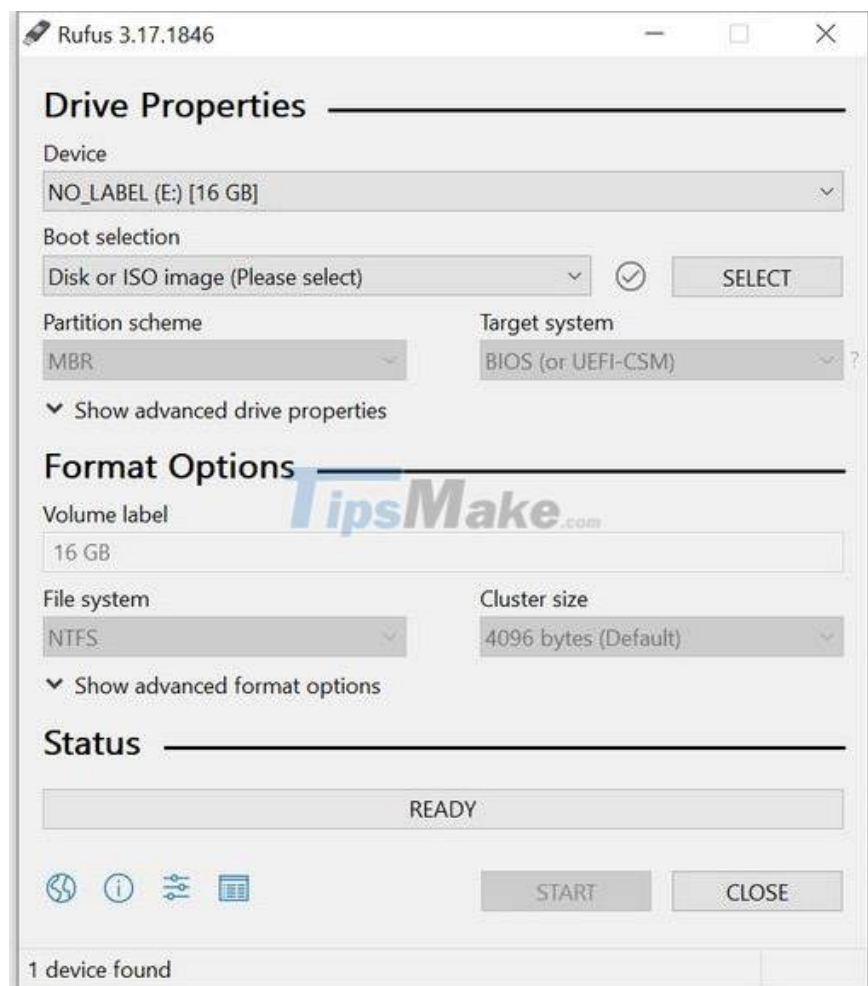 Rufus 3.17.1846
Drive Properties
Device
NO_LABEL (E:) [16 GB]
Boot selection
Disk or ISO image (Please select)
SELECT
Partition scheme
Target system
MBR
BIOS (or UEFI-CSM)
?
Show advanced drive properties
Format Options
TipsMake.com
Volume label
16 GB
File system
Cluster size
NTFS
4096 bytes (Default)
Show advanced format options
Status
READY
START
CLOSE
1 device found